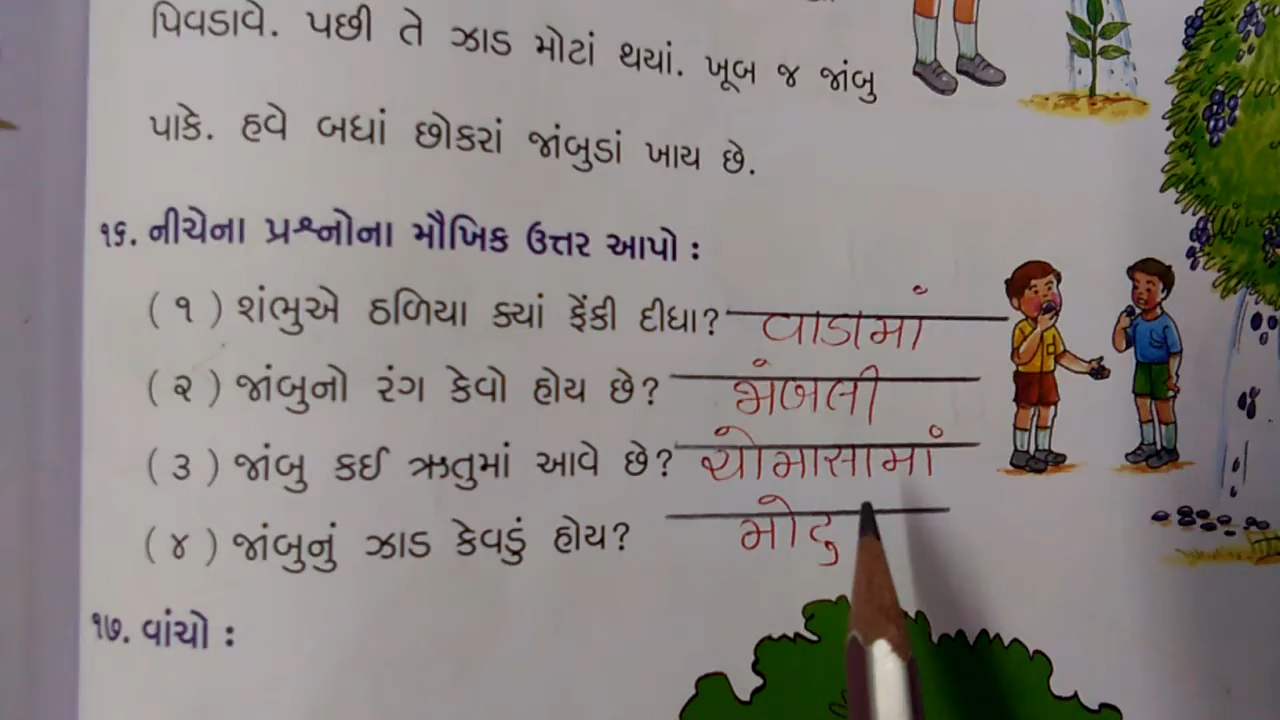 પિવડાવે. પછી તે ઝાડ મોટાં થયાં. ખૂબ જ જાંબુ
પાકે. હવે બધાં છોકરાં જાંબુડાં ખાય છે.
૧૬. નીચેના પ્રશ્નોના મૌખિક ઉત્તર આપો :
(૧) શંભુએ ઠળિયા ક્યાં ફેંકી દીધા? વાડામાં
(૨) જાંબુનો રંગ કેવો હોય છે?
(૩) જાંબુ કઈ ઋતુમાં આવે છે? ચોમાસામાં
(૪) જાંબુનું ઝાડ કેવડું હોય? મોટુ
૧૭. વાંચો :